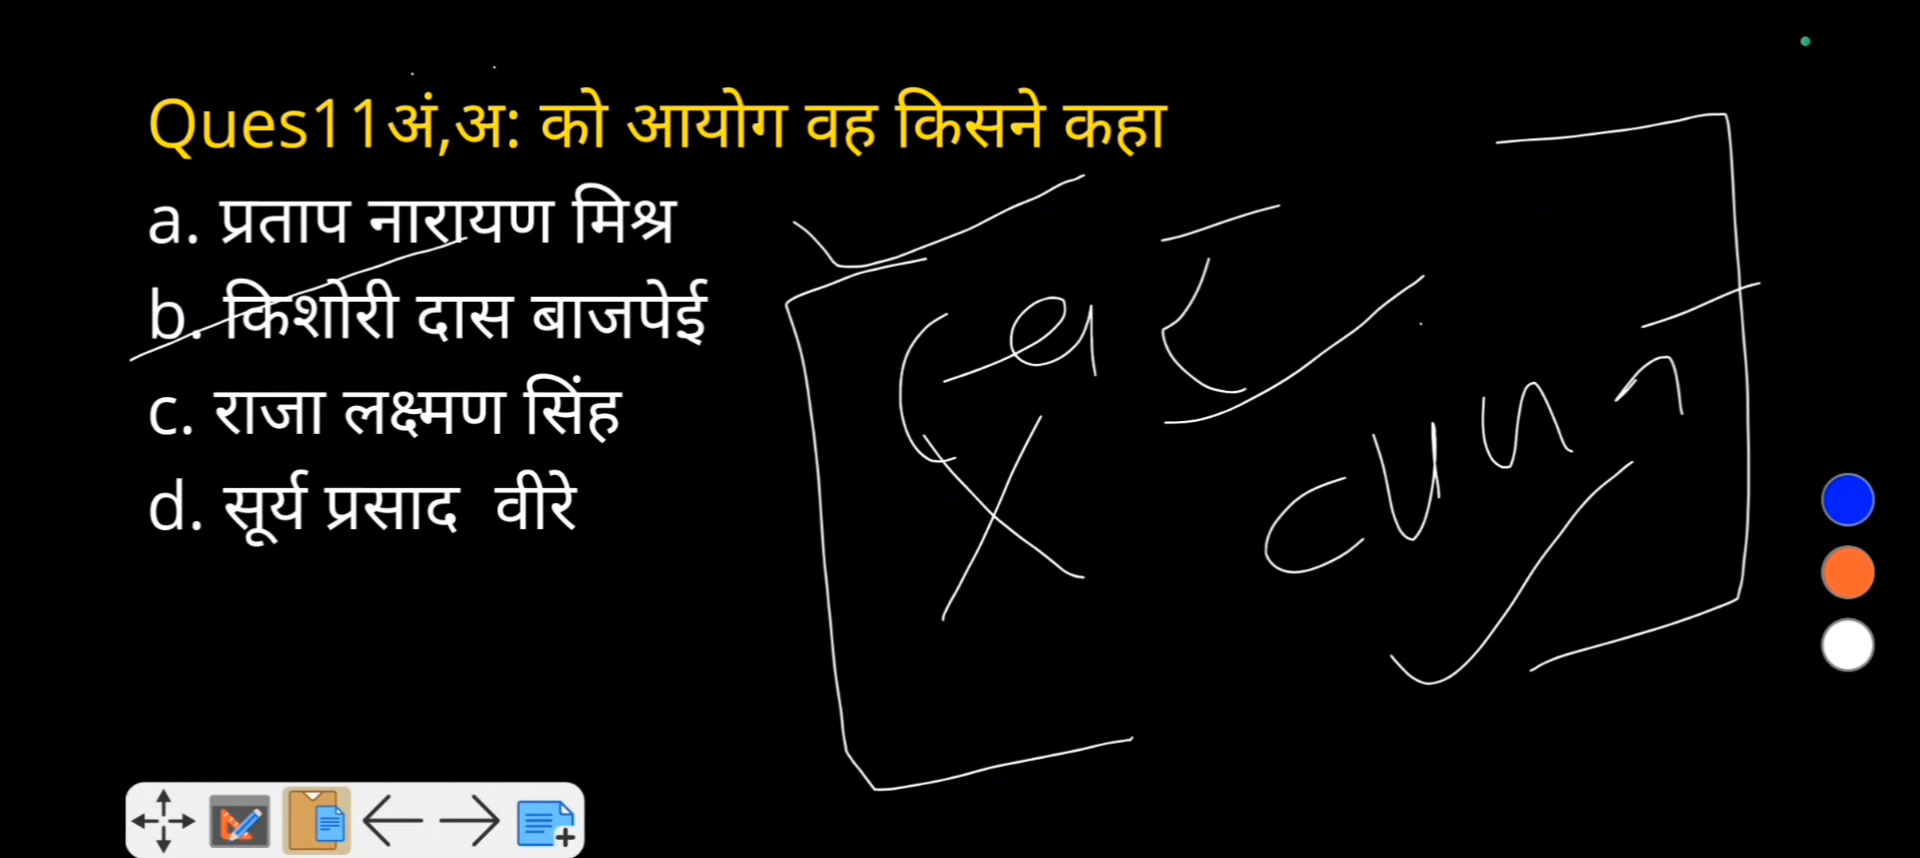 Ques11अं,अ: को आयोग वह किसने कहा
a. प्रताप नारायण मिश्र
b. किशोरी दास बाजपेई
c. राजा लक्ष्मण सिंह
d. सूर्य प्रसाद वीरे